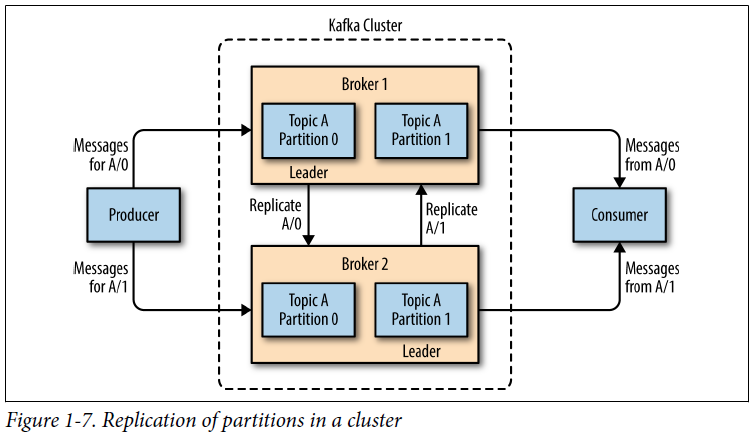 Kafka Cluster
Broker 1
Topic A
Partition 0
Topic A
Partition 1
Leader
Messages
for A/0
Messages
from A/0
Producer
Replicate
A/0
Replicate
A/1
Consumer
Messages
for A/1
Messages
from A/1
Broker 2
Topic A
Partition 0
Topic A
Partition 1
Leader
Figure 1-7. Replication of partitions in a cluster